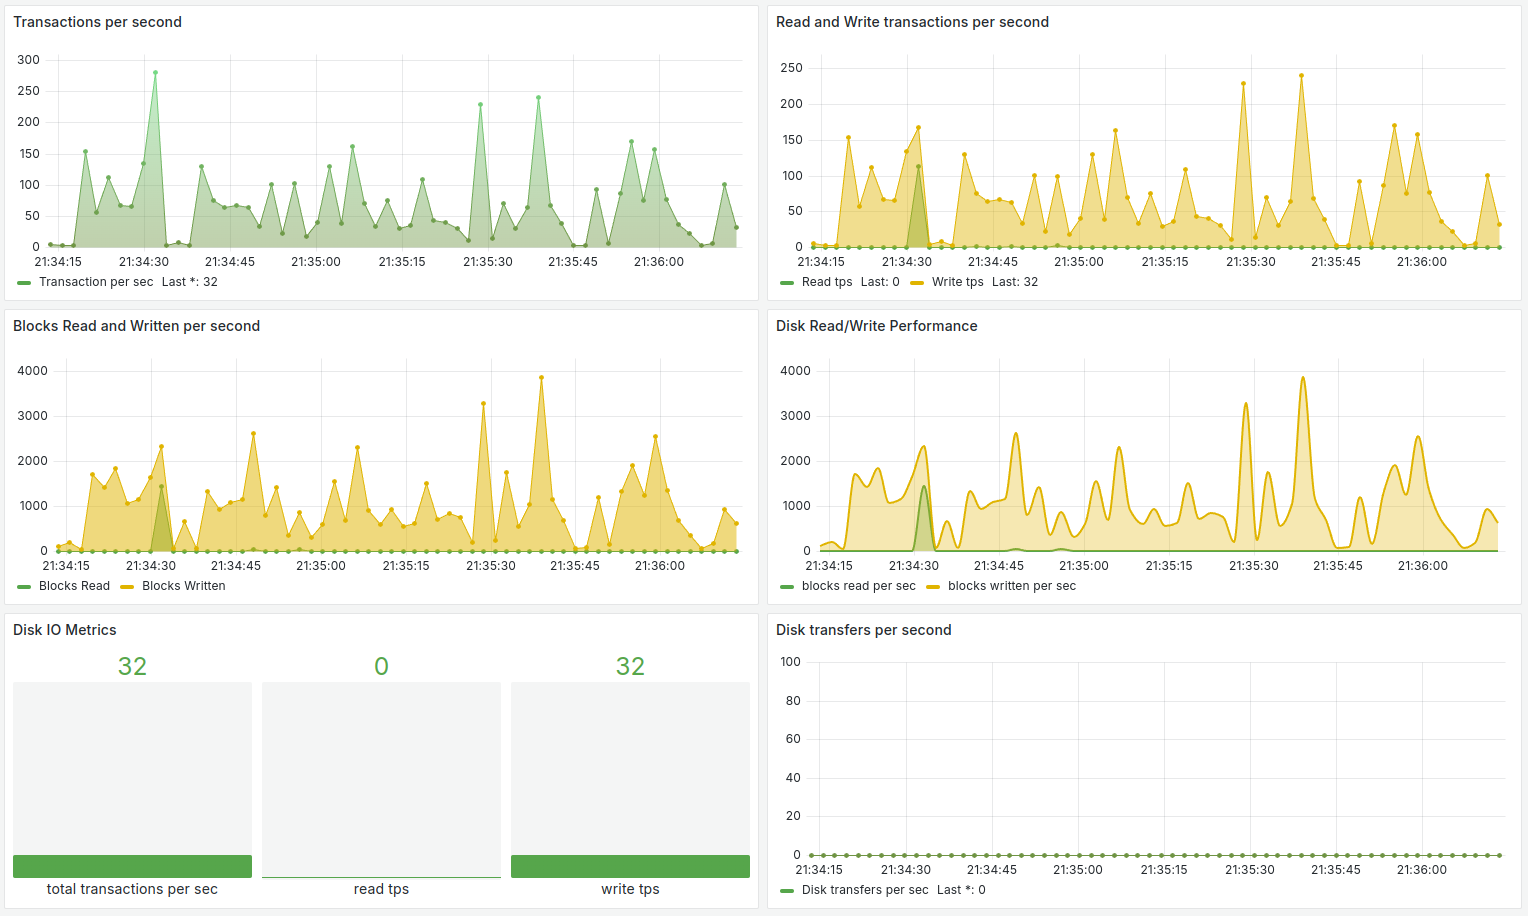 Transactions per second
300
250
200
150
100
50
0
21:34:15 21:34:30 21:34:45 21:35:00 21:35:15 21:35:30 21:35:45 21:36:00
Transaction per sec Last *: 32
Read and Write transactions per second
250
200
150
100
50
0
21:34:15 21:34:30 21:34:45 21:35:00 21:35:15 21:35:30 21:35:45 21:36:00
Read tps Last: 0 Write tps Last: 32
Blocks Read and Written per second
4000
3000
2000
1000
0
21:34:15 21:34:30 21:34:45 21:35:00 21:35:15 21:35:30 21:35:45 21:36:00
Blocks Read Blocks Written
Disk Read/Write Performance
4000
3000
2000
1000
0
21:34:15 21:34:30 21:34:45 21:35:00 21:35:15 21:35:30 21:35:45 21:36:00
blocks read per sec blocks written per sec
Disk IO Metrics
32 0 32
total transactions per sec read tps write tps
Disk transfers per second
100
80
60
40
20
0
21:34:15 21:34:30 21:34:45 21:35:00 21:35:15 21:35:30 21:35:45 21:36:00
Disk transfers per sec Last *: 0